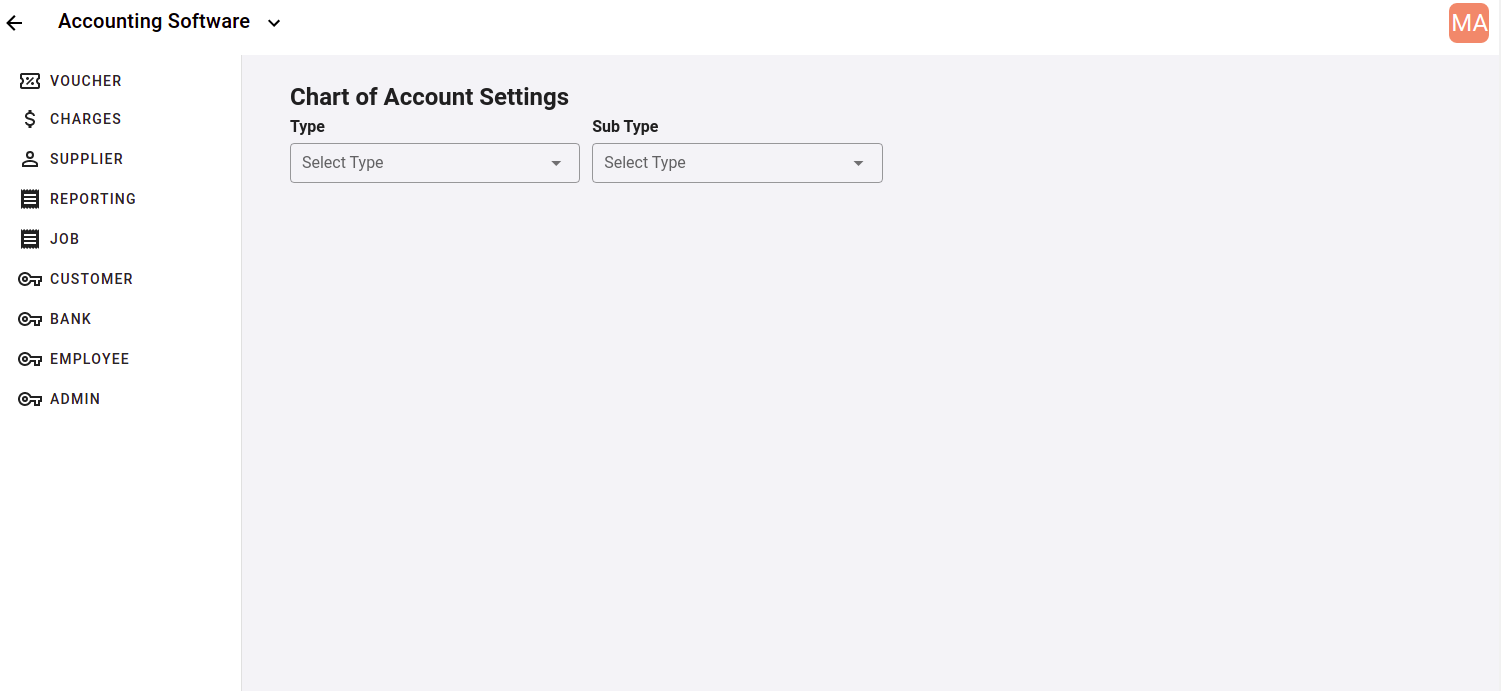 Accounting Software
MA
VOUCHER
CHARGES
SUPPLIER
REPORTING
JOB
CUSTOMER
BANK
EMPLOYEE
ADMIN
Chart of Account Settings
Type Sub Type
Select Type Select Type